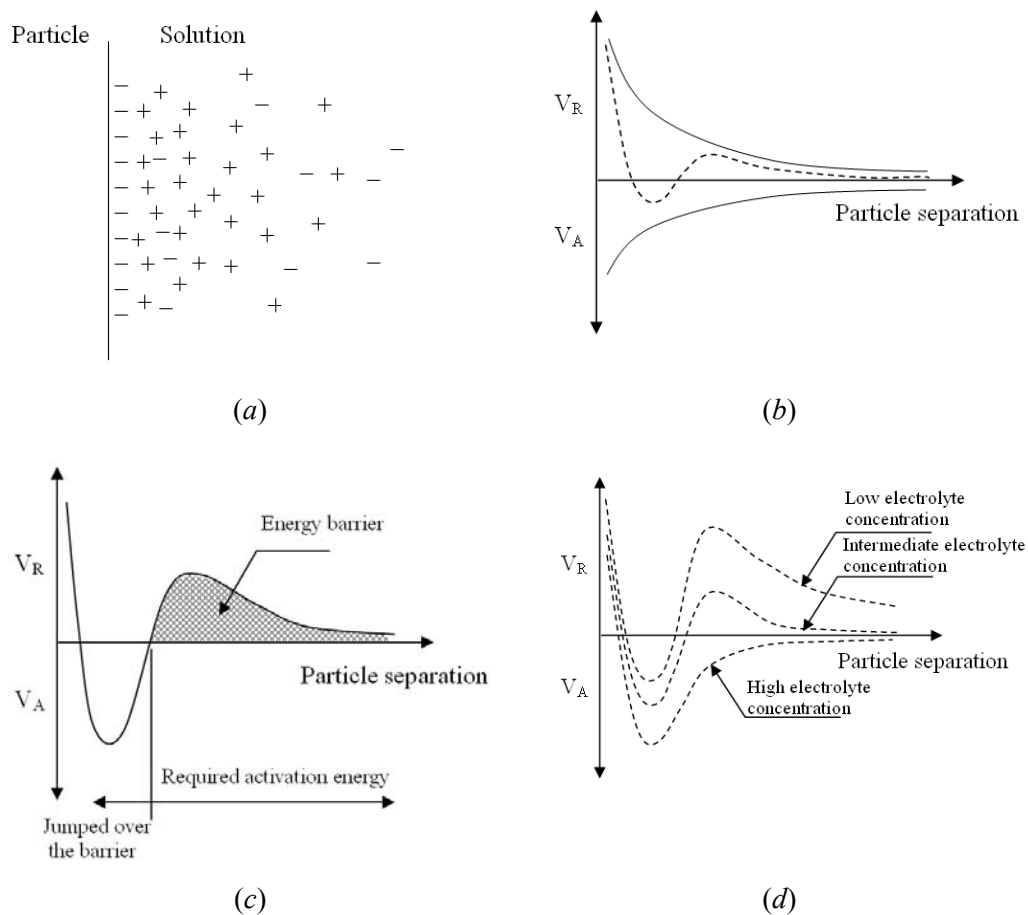 Particle
Solution
(a)
V_R
V_A
Particle separation
(b)
Energy barrier
V_R
Particle separation
V_A
Required activation energy
Jumped over
the barrier
(c)
Low electrolyte
concentration
Intermediate electrolyte
concentration
V_R
Particle separation
V_A
High electrolyte
concentration
(d)